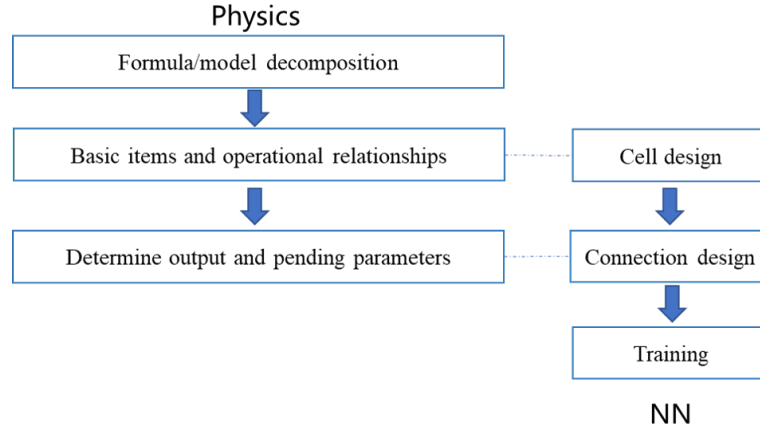 Physics
Formula/model decomposition
Basic items and operational relationships
Cell design
Determine output and pending parameters
Connection design
Training
NN